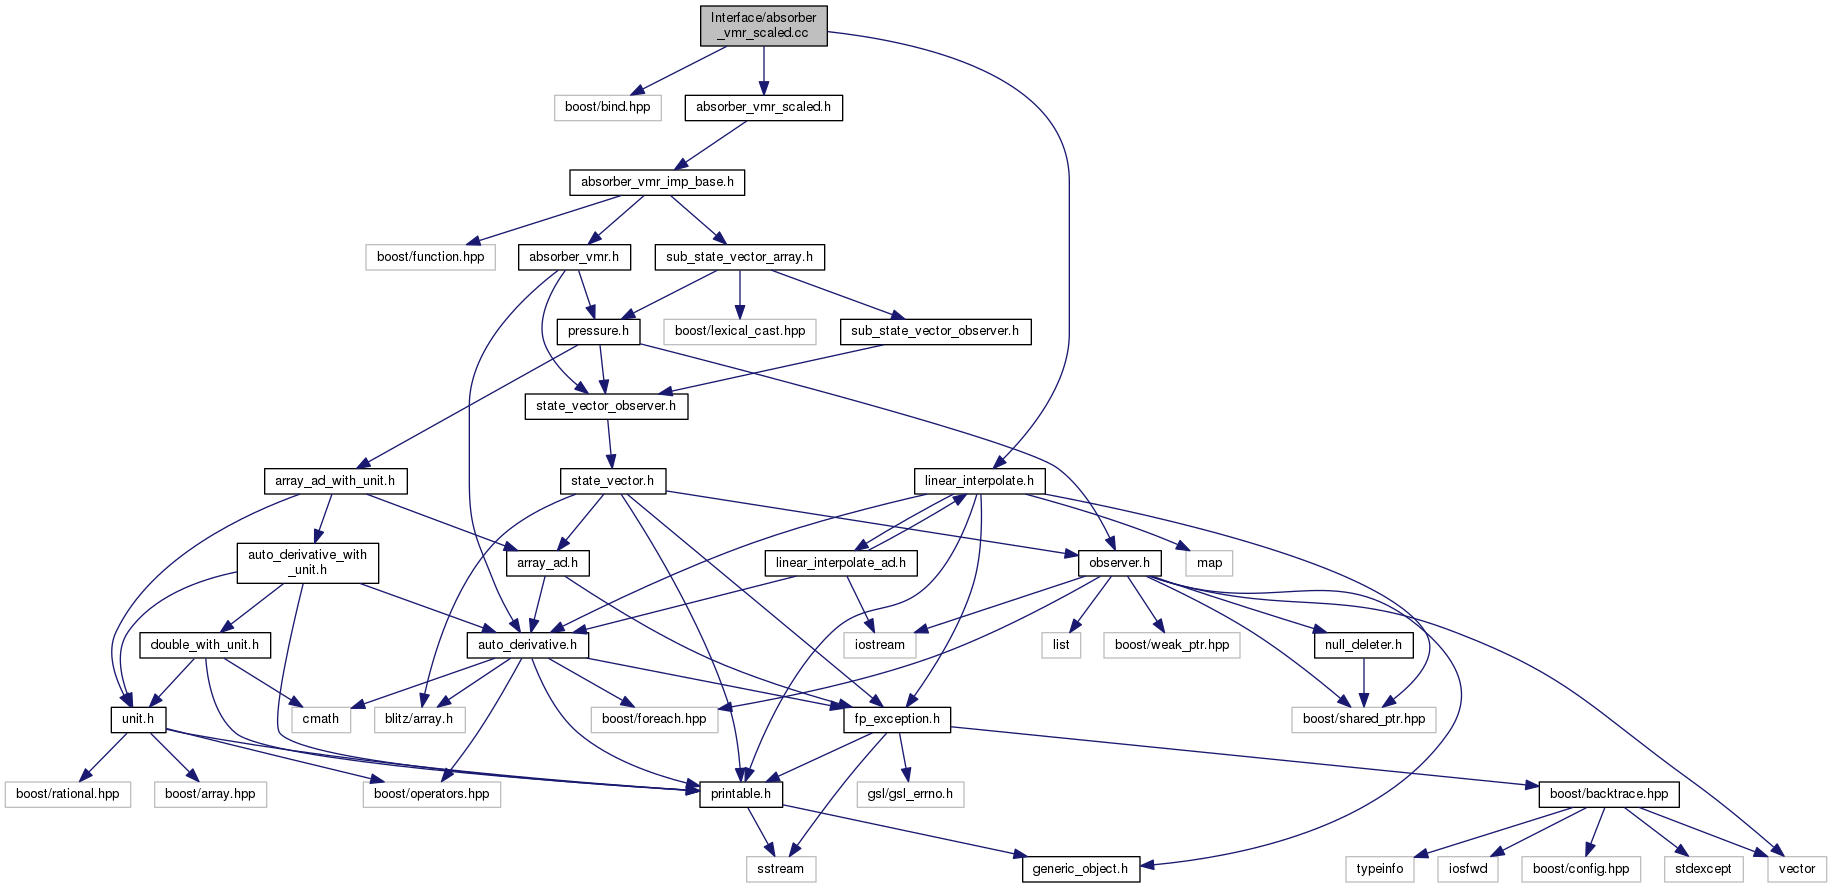 Interface/absorber
_vmr_scaled.cc
boost/bind.hpp
absorber_vmr_scaled.h
absorber_vmr_imp_base.h
boost/function.hpp
absorber_vmr.h
sub_state_vector_array.h
pressure.h
boost/lexical_cast.hpp
sub_state_vector_observer.h
state_vector_observer.h
array_ad_with_unit.h
state_vector.h
linear_interpolate.h
auto_derivative_with
_unit.h
array_ad.h
linear_interpolate_ad.h
observer.h
map
double_with_unit.h
auto_derivative.h
iostream
list
boost/weak_ptr.hpp
null_deleter.h
unit.h
cmath
blitz/array.h
boost/foreach.hpp
fp_exception.h
boost/shared_ptr.hpp
boost/rational.hpp
boost/array.hpp
boost/operators.hpp
printable.h
gsl/gsl_errno.h
boost/backtrace.hpp
sstream
generic_object.h
typeinfo
iosfwd
boost/config.hpp
stdexcept
vector